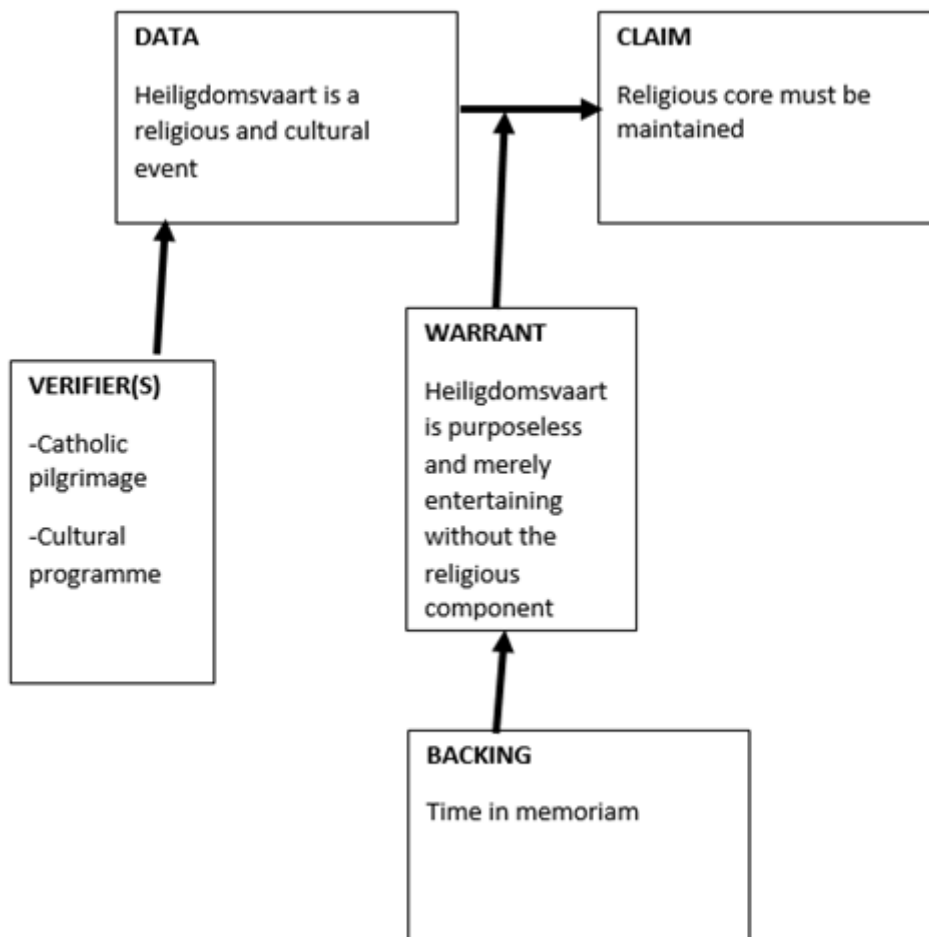 DATA
Heiligdomsvaart is a
religious and cultural
event
CLAIM
Religious core must be
maintained
VERIFIER(S)
-Catholic
pilgrimage
-Cultural
programme
WARRANT
Heiligdomsvaart
is purposeless
and merely
entertaining
without the
religious
component
BACKING
Time in memoriam